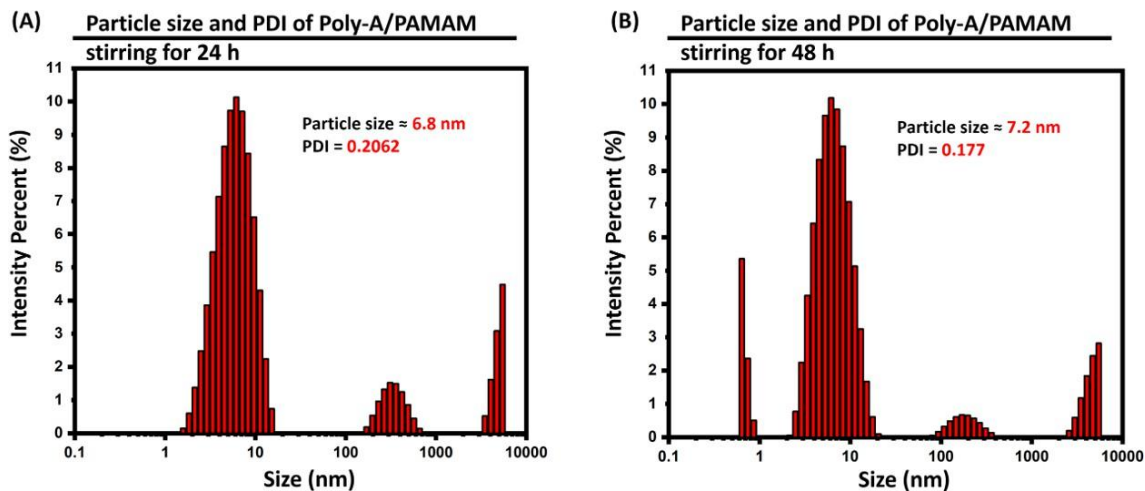 (A)
Particle size and PDI of Poly-A/PAMAM
stirring for 24 h
11
10
9
8
7
6
5
4
3
2
1
0
Intensity Percent (%)
Particle size ≈ 6.8 nm
PDI = 0.2062
0.1
1
10
100
1000
10000
Size (nm)
(B)
Particle size and PDI of Poly-A/PAMAM
stirring for 48 h
11
10
9
8
7
6
5
4
3
2
1
0
Intensity Percent (%)
Particle size ≈ 7.2 nm
PDI = 0.177
0.1
1
10
100
1000
10000
Size (nm)